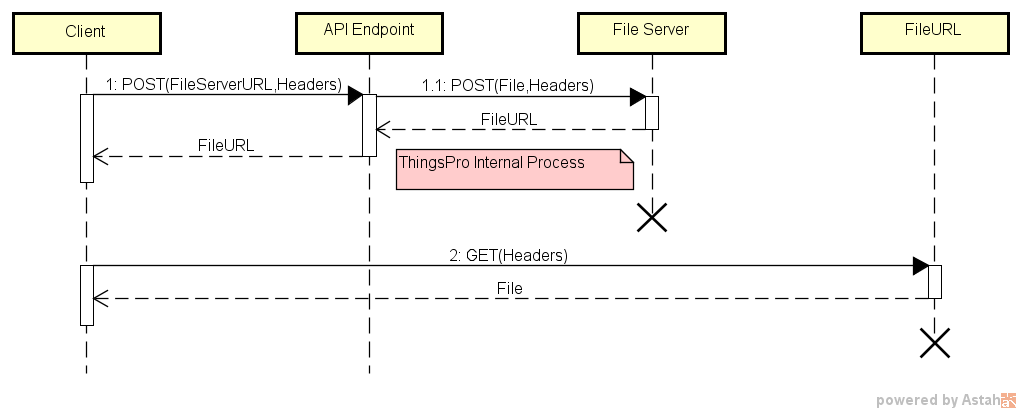 Client
API Endpoint
File Server
FileURL
1: POST(FileServerURL,Headers)
1.1: POST(File,Headers)
FileURL
FileURL
ThingsPro Internal Process
2: GET(Headers)
File
powered by Astah